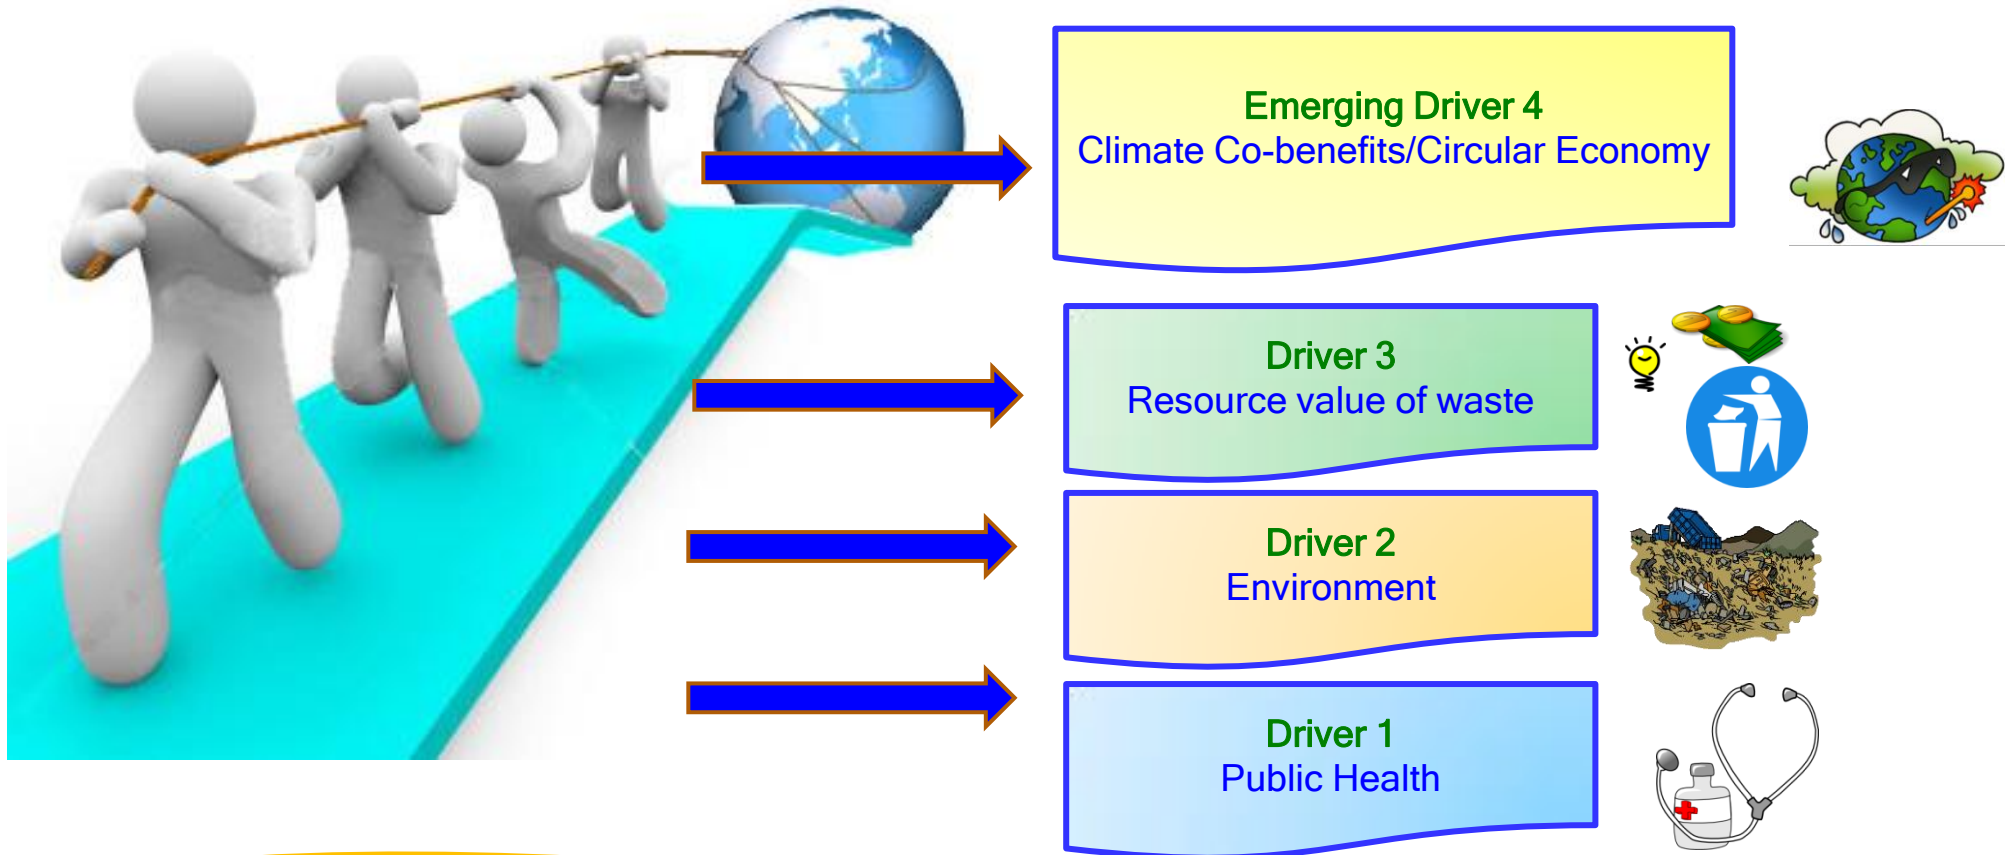 Emerging Driver 4
Climate Co-benefits/Circular Economy
Driver 3
Resource value of waste
Driver 2
Environment
Driver 1
Public Health